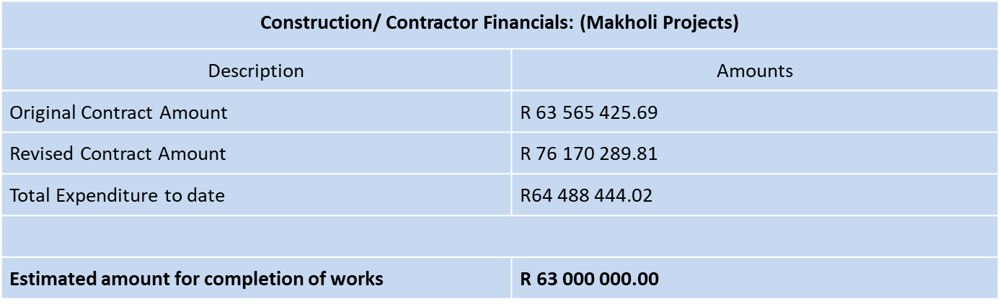 Construction/ Contractor Financials: (Makholi Projects)
Description Amounts
Original Contract Amount R 63 565 425.69
Revised Contract Amount R 76 170 289.81
Total Expenditure to date R64 488 444.02
Estimated amount for completion of works R 63 000 000.00